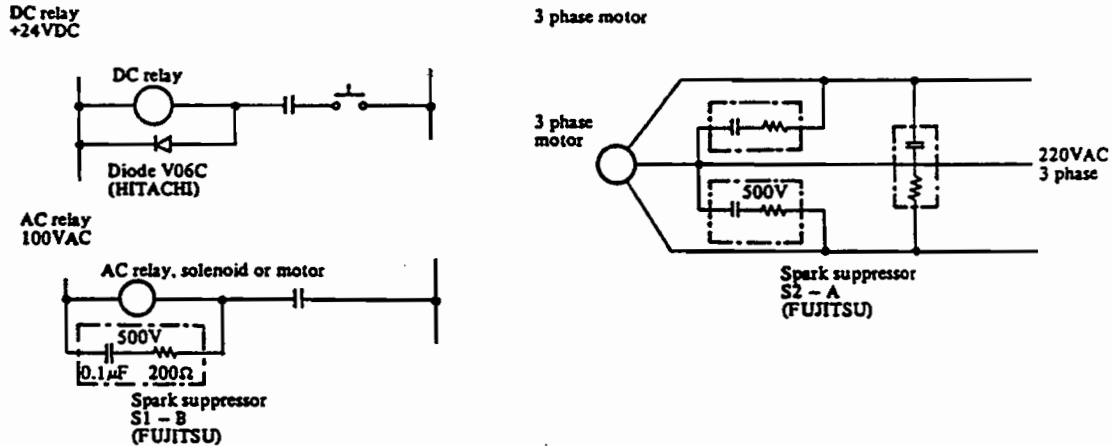 DC relay
+24VDC
DC relay
Diode V06C
(HITACHI)
AC relay
100VAC
AC relay, solenoid or motor
500V
0.1μF 200Ω
Spark suppressor
S1 – B
(FUJITSU)
3 phase motor
3 phase
motor
500V
220VAC
3 phase
Spark suppressor
S2 – A
(FUJITSU)